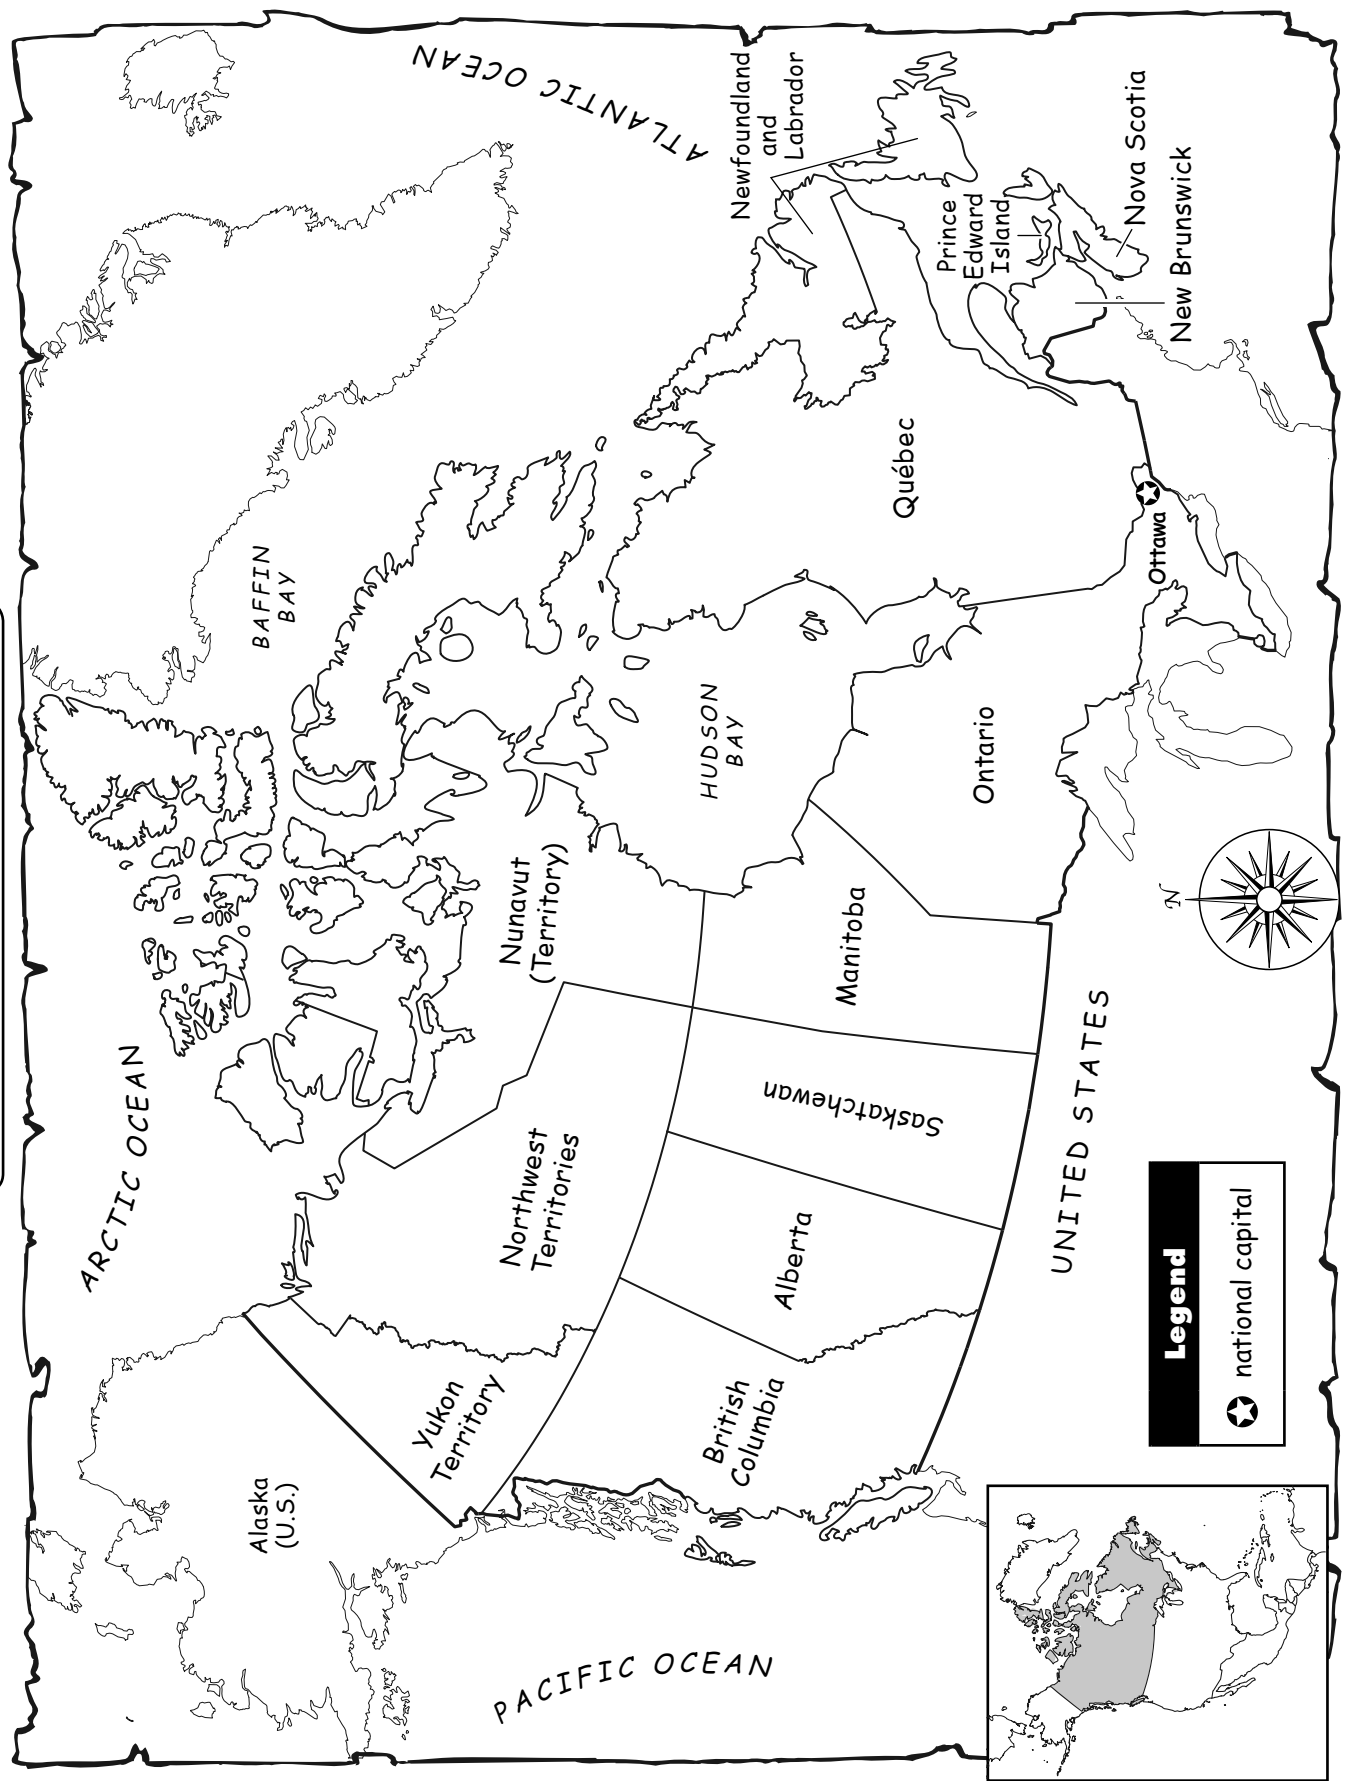 ARCTIC OCEAN
BAFFIN
BAY
ATLANTIC OCEAN
Alaska
(U.S.)
Yukon
Territory
Northwest
Territories
Nunavut
(Territory)
HUDSON
BAY
Newfoundland
and
Labrador
PACIFIC OCEAN
British
Columbia
Alberta
Saskatchewan
Manitoba
Ontario
Québec
Prince
Edward
Island
Nova Scotia
New Brunswick
Ottawa
UNITED STATES
N
Legend
national capital